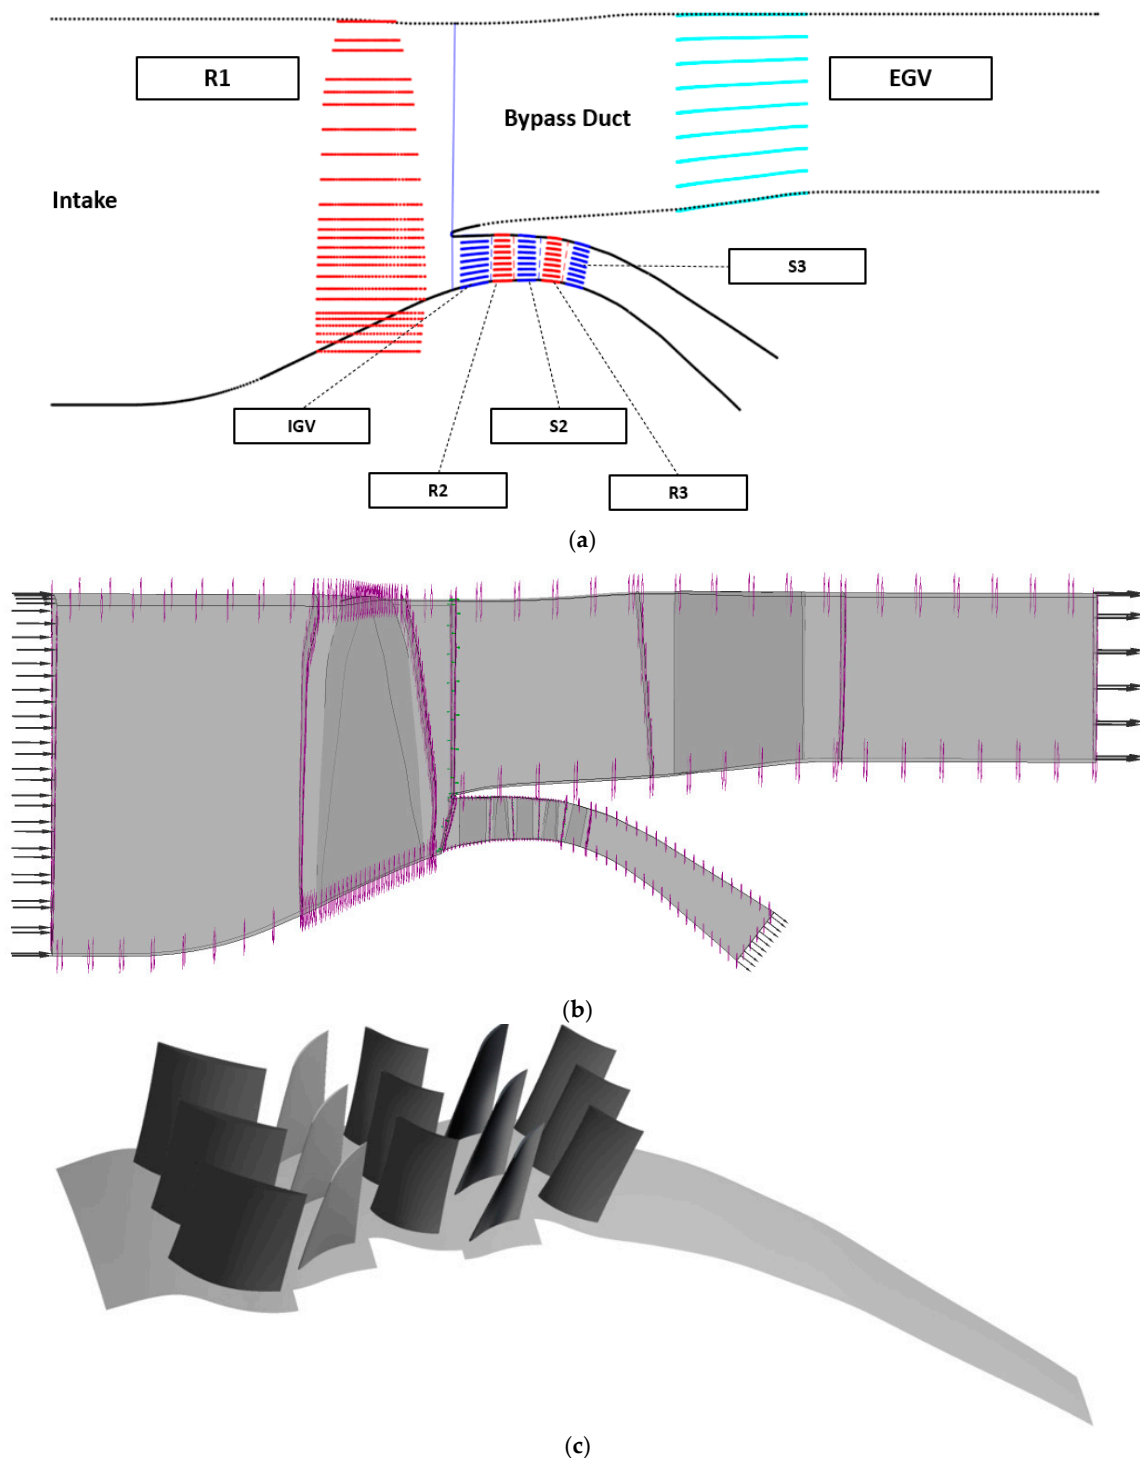 R1
EGV
Bypass Duct
Intake
S3
IGV
S2
R2
R3
(a)
(b)
(c)